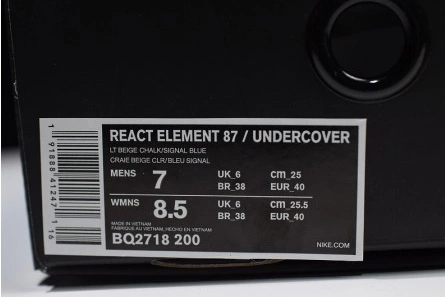 REACT ELEMENT 87 / UNDERCOVER
LT BEIGE CHALK/SIGNAL BLUE
CRAIE BEIGE CLR/BLEU SIGNAL
MENS 7 UK_6 cm_25
BR_38 EUR_40
WMNS 8.5 UK_6 cm_25.5
BR_38 EUR_40
MADE IN VIETNAM
FABRIQUE AU VIETNAM, HECHO EN VIETNAM
BQ2718 200
NIKE.COM
1 91888 41247 1 16